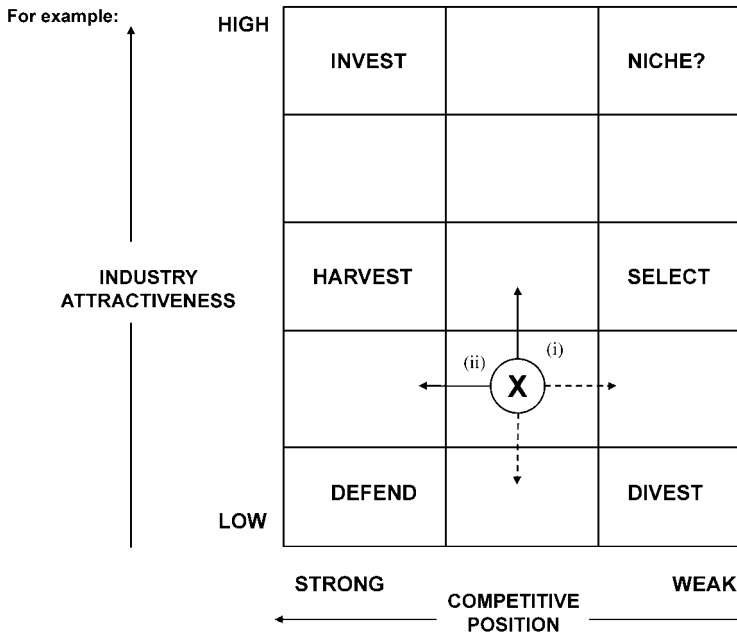 For example:
HIGH
INVEST
NICHE?
INDUSTRY
ATTRACTIVENESS
HARVEST
SELECT
(ii)
(i)
X
DEFEND
DIVEST
LOW
STRONG
WEAK
COMPETITIVE
POSITION